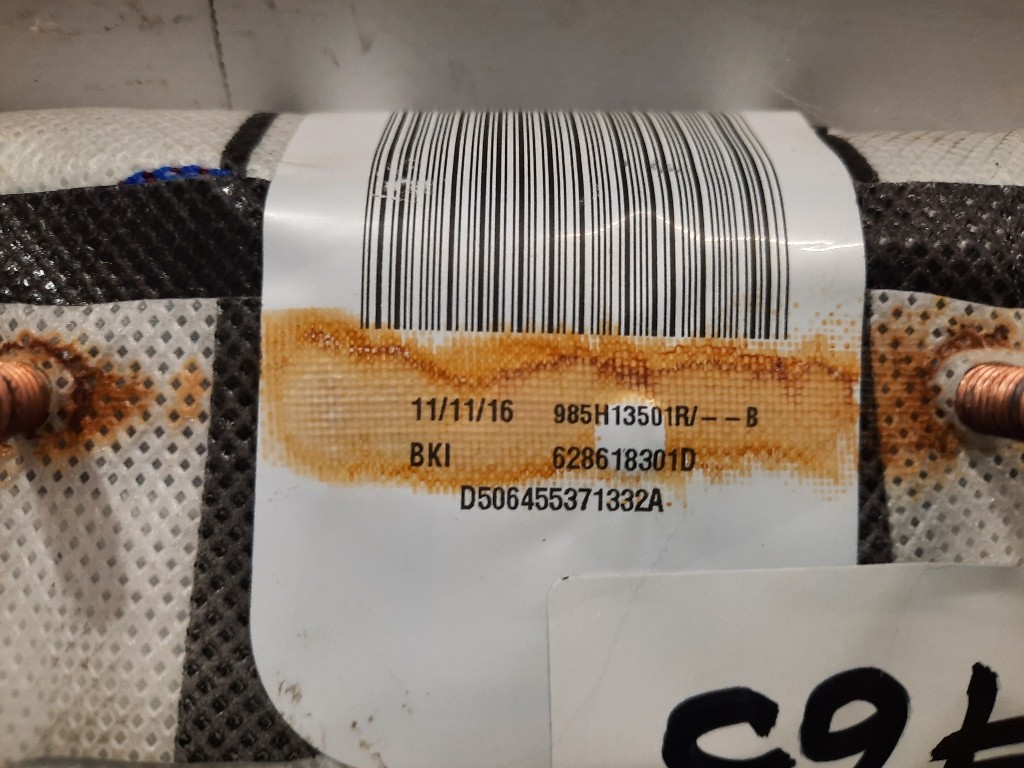 11/11/16 985H13501R/--B
BKI 628618301D
D506455371332A